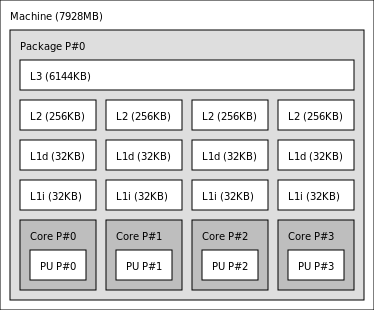 Machine (7928MB)
Package P#0
L3 (6144KB)
L2 (256KB) L2 (256KB) L2 (256KB) L2 (256KB)
L1d (32KB) L1d (32KB) L1d (32KB) L1d (32KB)
L1i (32KB) L1i (32KB) L1i (32KB) L1i (32KB)
Core P#0 Core P#1 Core P#2 Core P#3
PU P#0 PU P#1 PU P#2 PU P#3